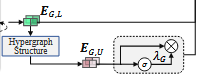 E_{G,L}
Hypergraph
Structure
E_{G,U}
λ_G
σ